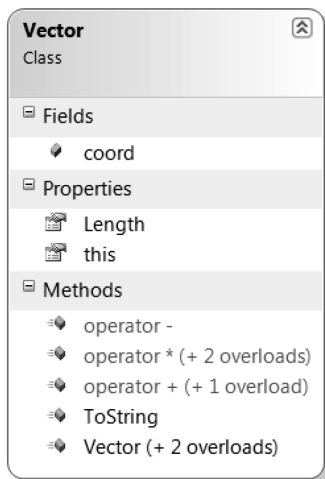 Vector
Class
Fields
coord
Properties
Length
this
Methods
operator -
operator * (+ 2 overloads)
operator + (+ 1 overload)
ToString
Vector (+ 2 overloads)